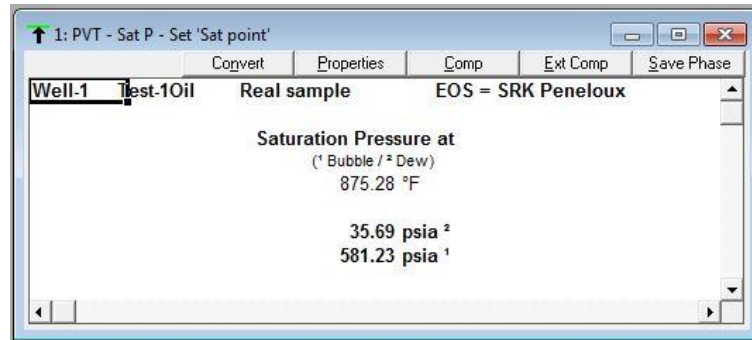 1: PVT - Sat P - Set 'Sat point'
Convert Properties Comp Ext Comp Save Phase
Well-1 Test-1Oil Real sample EOS = SRK Peneloux
Saturation Pressure at
(¹ Bubble / ² Dew)
875.28 °F
35.69 psia ²
581.23 psia ¹